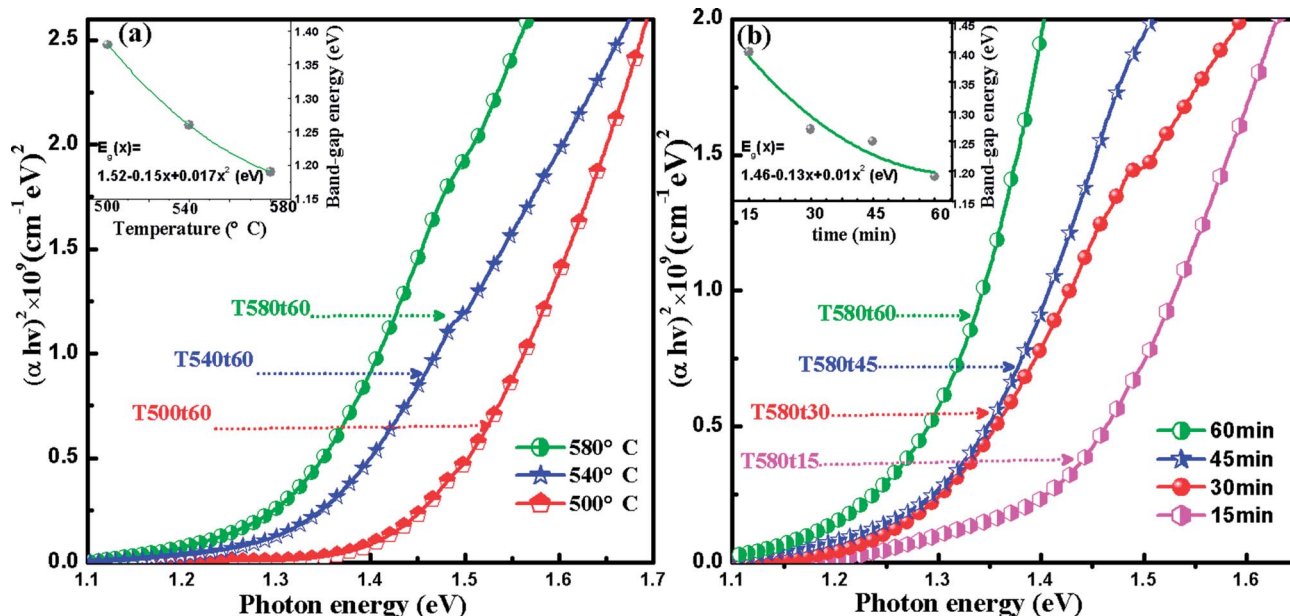 (a)
2.5
2.0
1.5
1.0
0.5
0.0
(α hν)² ×10⁹(cm⁻¹ eV)²
1.1 1.2 1.3 1.4 1.5 1.6 1.7
Photon energy (eV)
E_g(x)=
1.52-0.15x+0.017x² (eV)
500 540 580
Temperature (° C)
1.40
1.35
1.30
1.25
1.20
1.15
Band-gap energy (eV)
T580t60
T540t60
T500t60
580° C
540° C
500° C
(b)
2.0
1.5
1.0
0.5
0.0
(α hν)² ×10⁹(cm⁻¹ eV)²
1.1 1.2 1.3 1.4 1.5 1.6
Photon energy (eV)
E_g(x)=
1.46-0.13x+0.01x² (eV)
15 30 45 60
time (min)
1.45
1.40
1.35
1.30
1.25
1.20
1.15
Band-gap energy (eV)
T580t60
T580t45
T580t30
T580t15
60min
45min
30min
15min